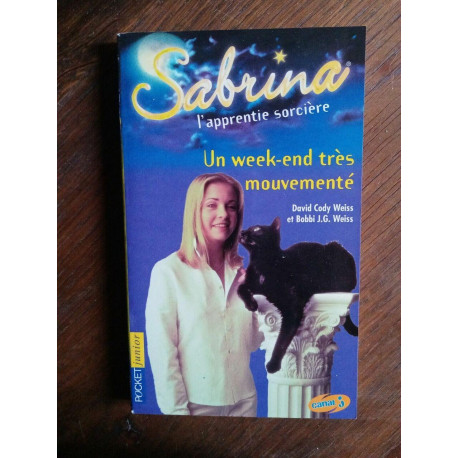 Sabrina
l'apprentie sorcière
Un week-end très
mouvementé
David Cody Weiss
et Bobbi J.G. Weiss
POCKET junior
canal J